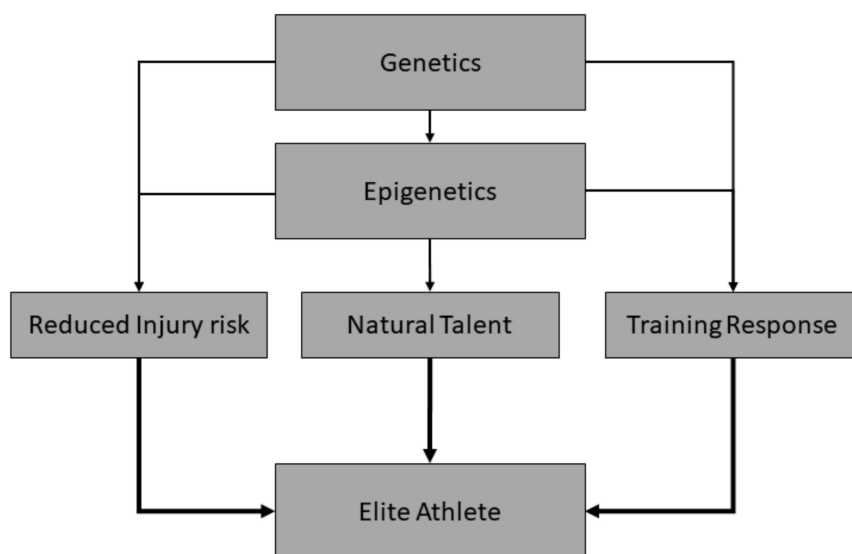 Genetics
Epigenetics
Reduced Injury risk
Natural Talent
Training Response
Elite Athlete